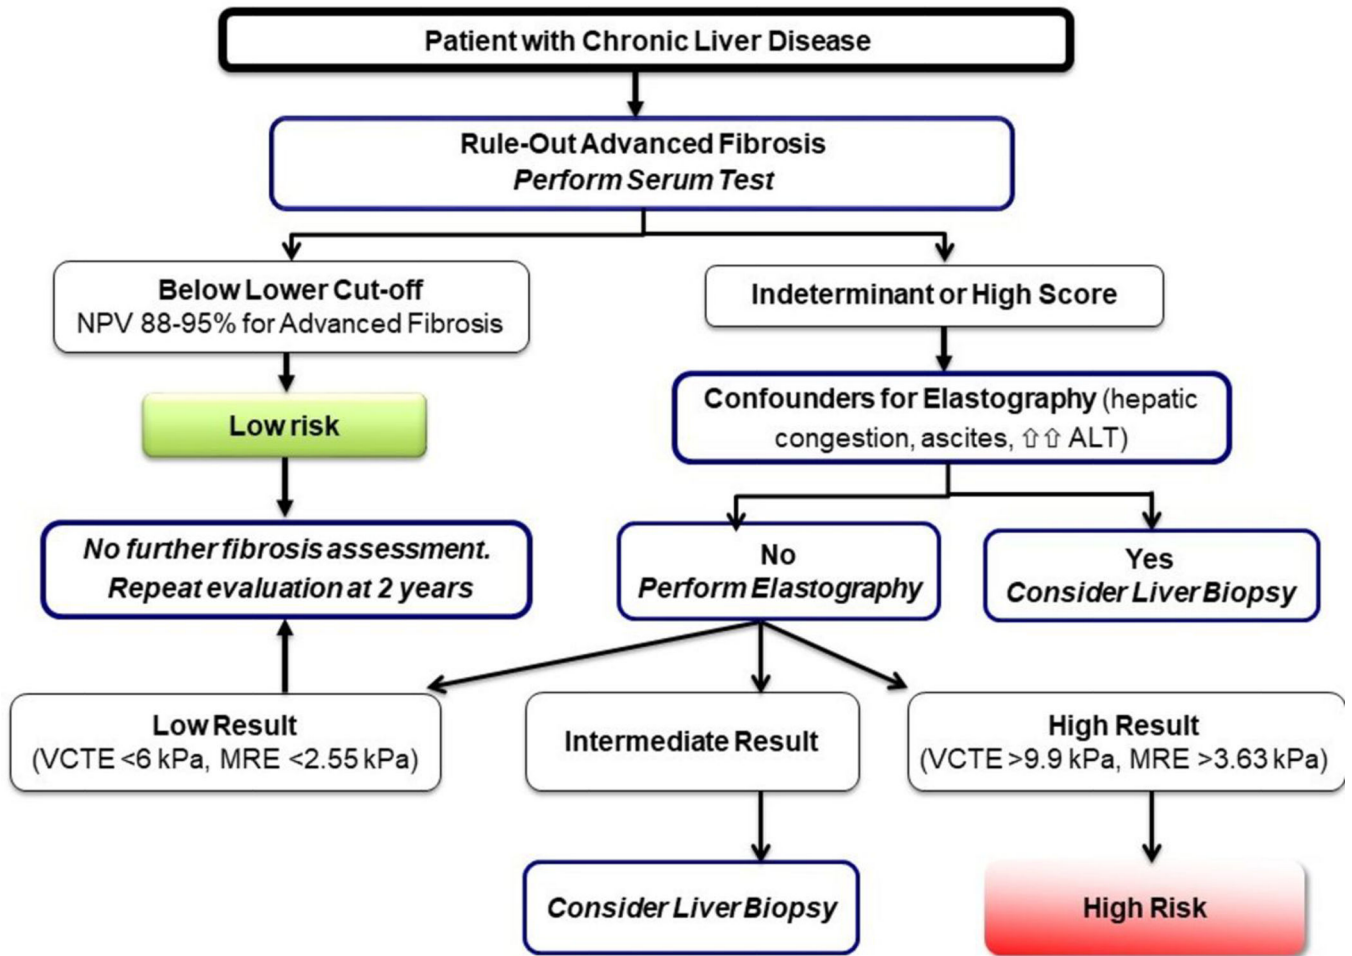 Patient with Chronic Liver Disease
Rule-Out Advanced Fibrosis
Perform Serum Test
Below Lower Cut-off
NPV 88-95% for Advanced Fibrosis
Indeterminant or High Score
Low risk
Confounders for Elastography (hepatic
congestion, ascites, ⇧⇧ ALT)
No further fibrosis assessment.
Repeat evaluation at 2 years
No
Perform Elastography
Yes
Consider Liver Biopsy
Low Result
(VCTE <6 kPa, MRE <2.55 kPa)
Intermediate Result
High Result
(VCTE >9.9 kPa, MRE >3.63 kPa)
Consider Liver Biopsy
High Risk